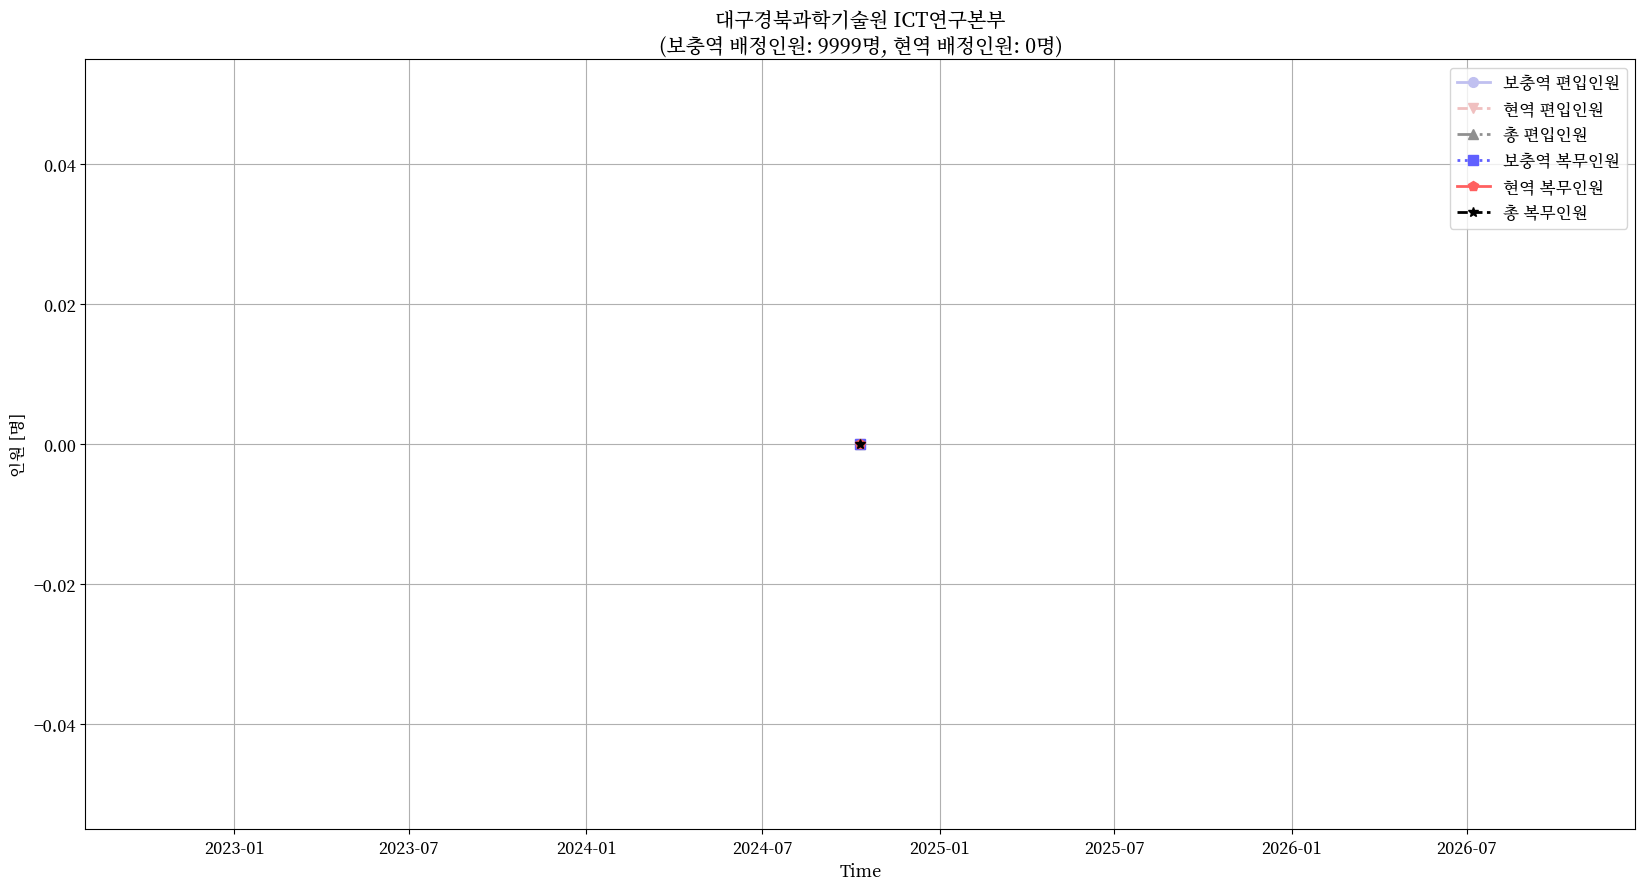 대구경북과학기술원 ICT연구본부
(보충역 배정인원: 9999명, 현역 배정인원: 0명)
보충역 편입인원
현역 편입인원
총 편입인원
보충역 복무인원
현역 복무인원
총 복무인원
인원 [명]
0.04
0.02
0.00
−0.02
−0.04
2023-01
2023-07
2024-01
2024-07
2025-01
2025-07
2026-01
2026-07
Time